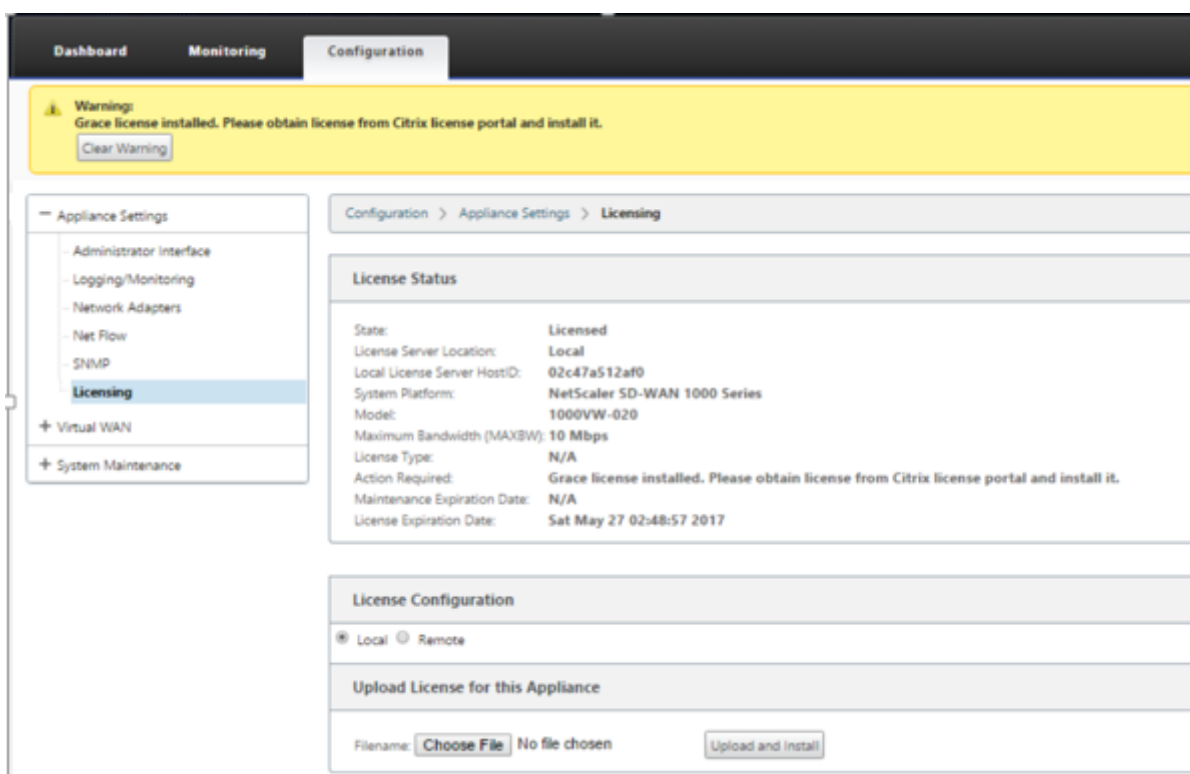 Dashboard Monitoring Configuration
Warning:
Grace license installed. Please obtain license from Citrix license portal and install it.
Clear Warning
Appliance Settings
Administrator Interface
Logging/Monitoring
Network Adapters
Net Flow
SNMP
Licensing
Virtual WAN
System Maintenance
Configuration > Appliance Settings > Licensing
License Status
State: Licensed
License Server Location: Local
Local License Server HostID: 02c47a512af0
System Platform: NetScaler SD-WAN 1000 Series
Model: 1000VW-020
Maximum Bandwidth (MAXBW): 10 Mbps
License Type: N/A
Action Required: Grace license installed. Please obtain license from Citrix license portal and install it.
Maintenance Expiration Date: N/A
License Expiration Date: Sat May 27 02:48:57 2017
License Configuration
Local Remote
Upload License for this Appliance
Filename: Choose File No file chosen Upload and Install